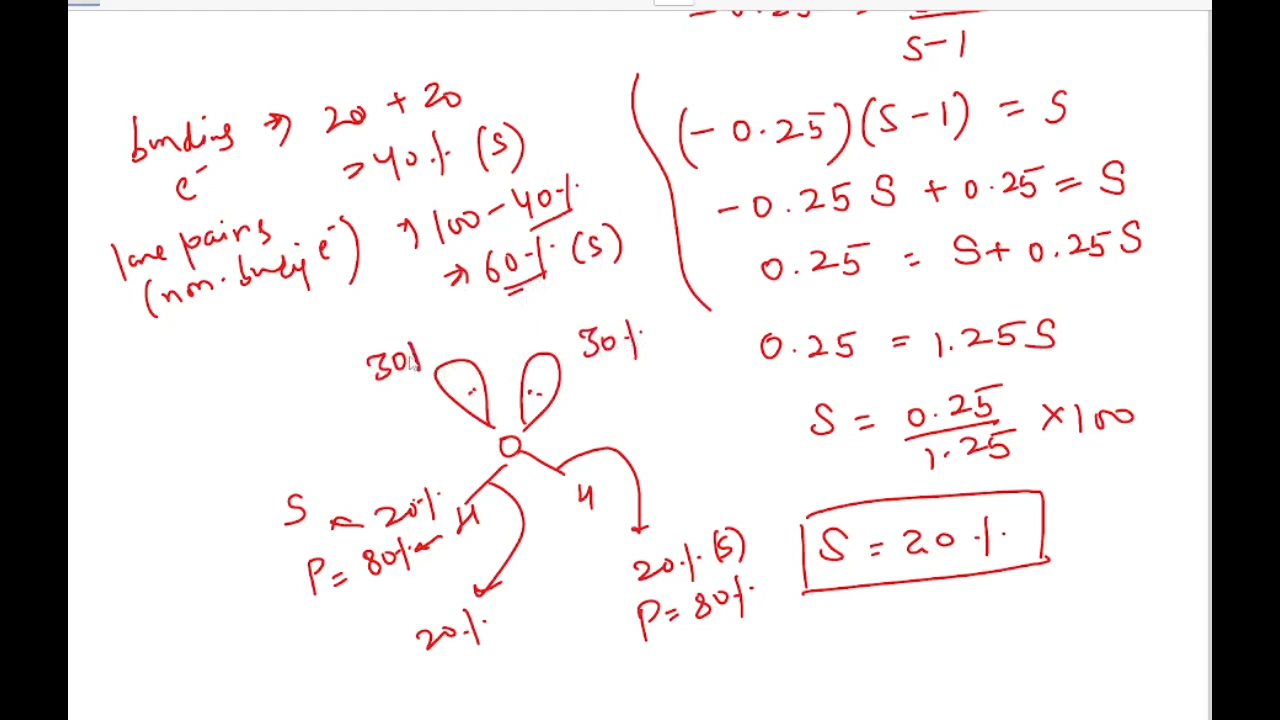 bonding ⇒ 20 + 20
e⁻ ⇒ 40% (s)
lone pairs ⇒ 100 - 40%
(non-bonding e⁻) ⇒ 60% (s)
30% 30%
O
H H
S ← 20%
P = 80% ←
20%
20% (s)
P = 80%
-0.25 =
S-1
(-0.25)(S-1) = S
-0.25 S + 0.25 = S
0.25 = S + 0.25 S
0.25 = 1.25 S
S = 0.25/1.25 × 100
S = 20%